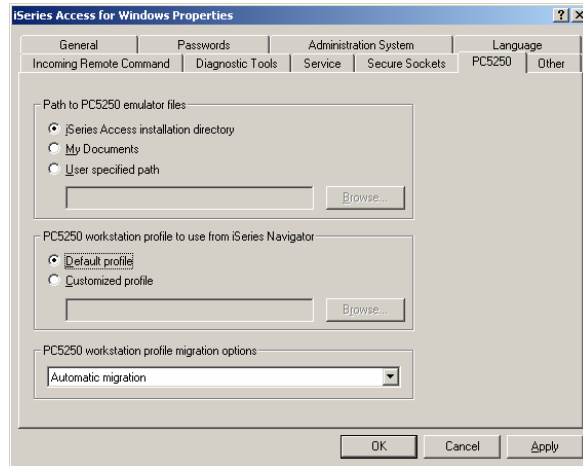 iSeries Access for Windows Properties
General Passwords Administration System Language
Incoming Remote Command Diagnostic Tools Service Secure Sockets PC5250 Other
Path to PC5250 emulator files
iSeries Access installation directory
My Documents
User specified path
Browse...
PC5250 workstation profile to use from iSeries Navigator
Default profile
Customized profile
Browse...
PC5250 workstation profile migration options
Automatic migration
OK Cancel Apply